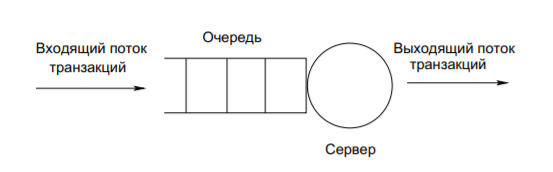 Входящий поток
транзакций
Очередь
Сервер
Выходящий поток
транзакций